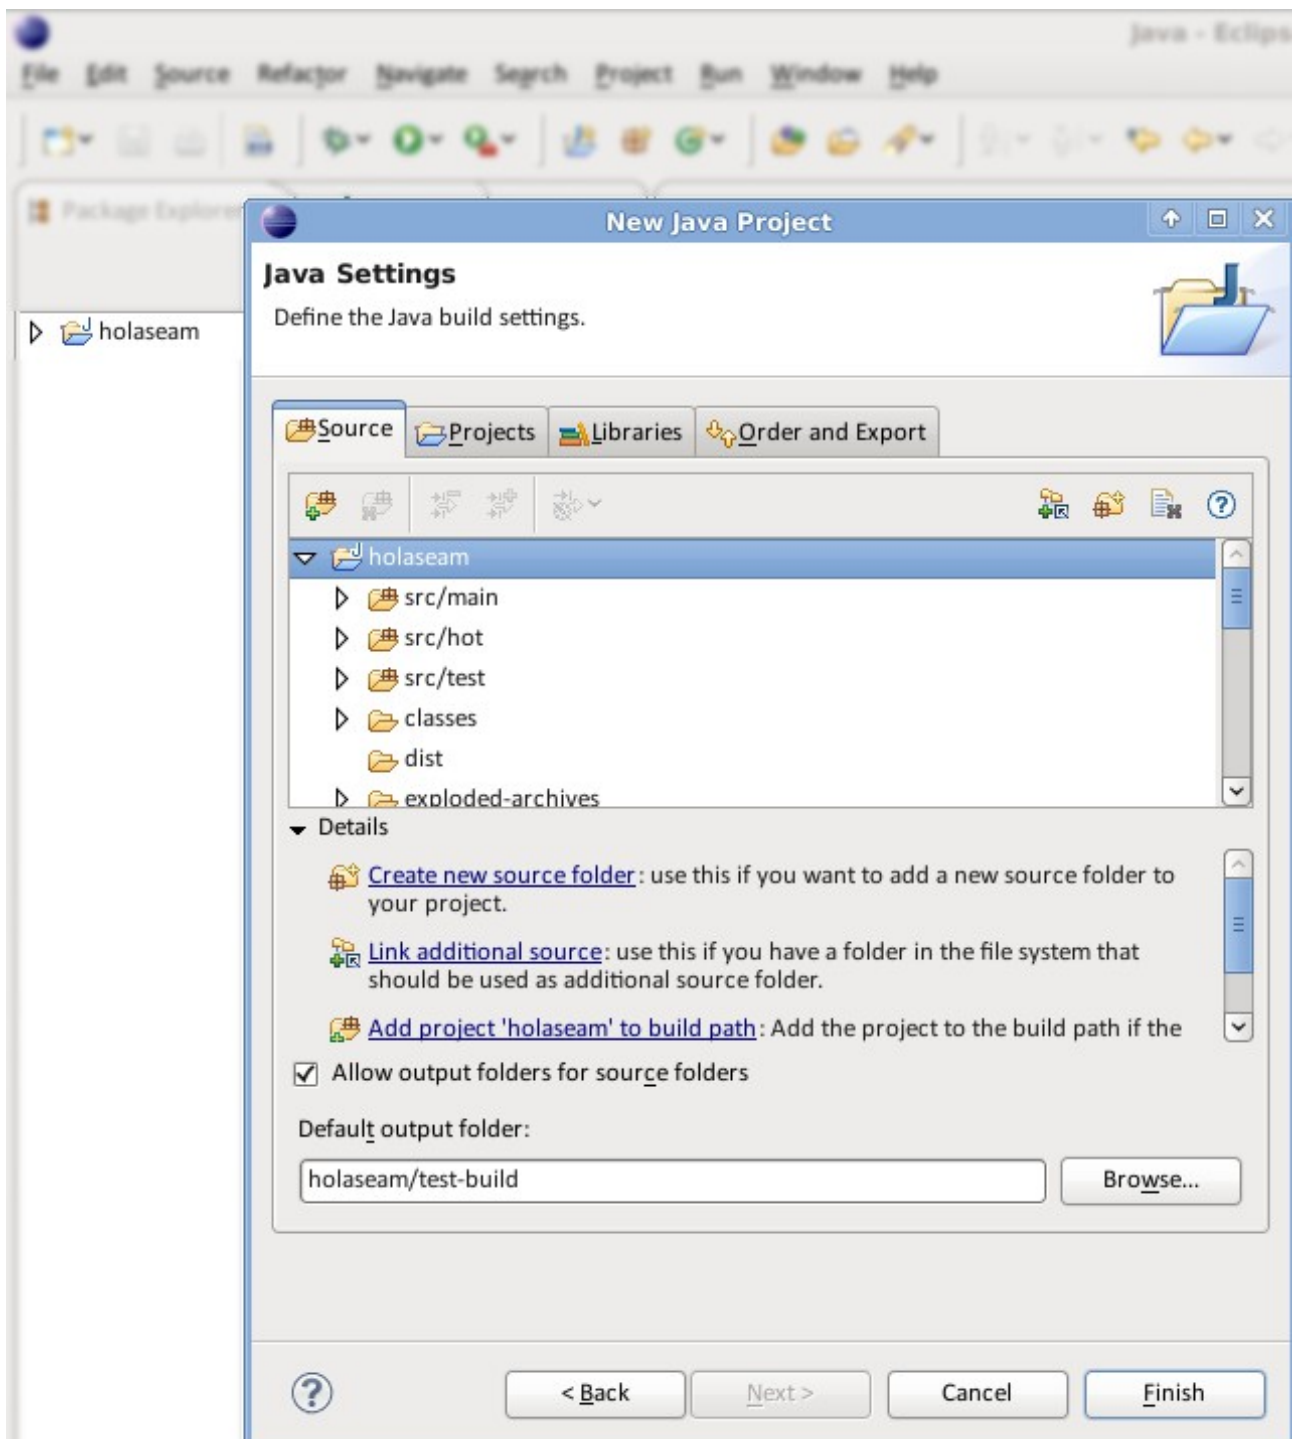 Java - Eclips
File Edit Source Refactor Navigate Search Project Run Window Help
Package Explorer
New Java Project
Java Settings
Define the Java build settings.
holaseam
Source Projects Libraries Order and Export
holaseam
src/main
src/hot
src/test
classes
dist
exploded-archives
Details
Create new source folder: use this if you want to add a new source folder to
your project.
Link additional source: use this if you have a folder in the file system that
should be used as additional source folder.
Add project 'holaseam' to build path: Add the project to the build path if the
Allow output folders for source folders
Default output folder:
holaseam/test-build
Browse...
< Back Next > Cancel Finish